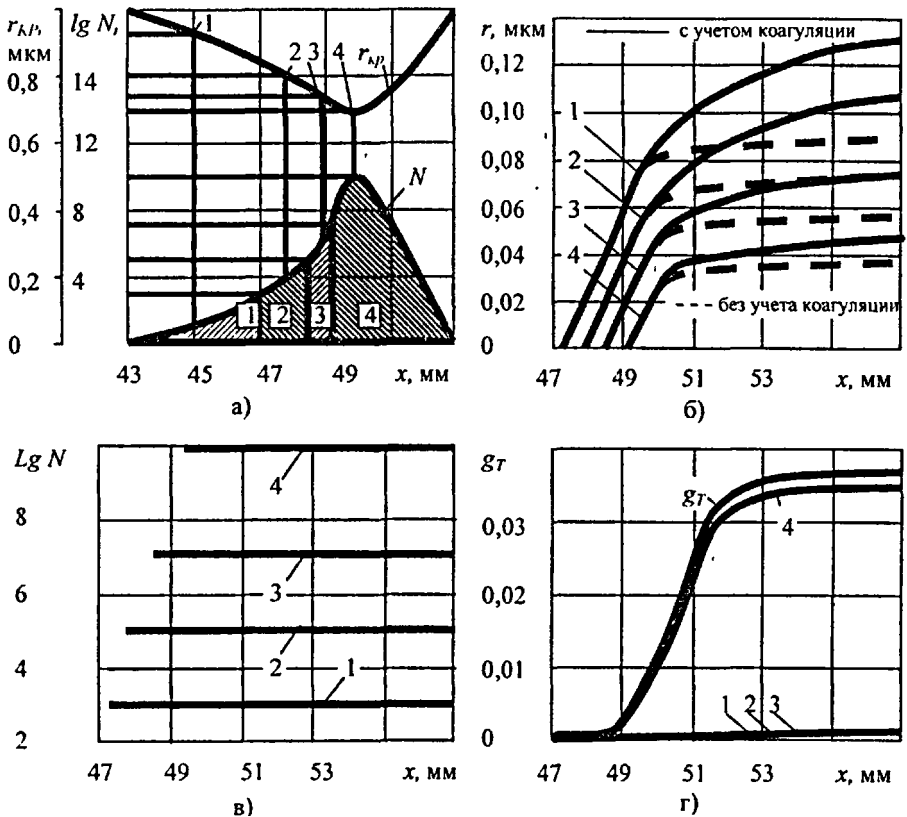 r_кр, lg N,
мкм
0,8 14
0,6 12
0,4 8
0,2 4
0
1
2 3 4
r_кр
N
1 2 3 4
43 45 47 49 x, мм
а)
r, мкм
с учетом коагуляции
0,12
0,10
0,08
0,06
0,04
0,02
0
1
2
3
4
без учета коагуляции
47 49 51 53 x, мм
б)
Lg N
8
6
4
2
4
3
2
1
47 49 51 53 x, мм
в)
g_T
0,03
0,02
0,01
0
g_T
4
1 2 3
47 49 51 53 x, мм
г)